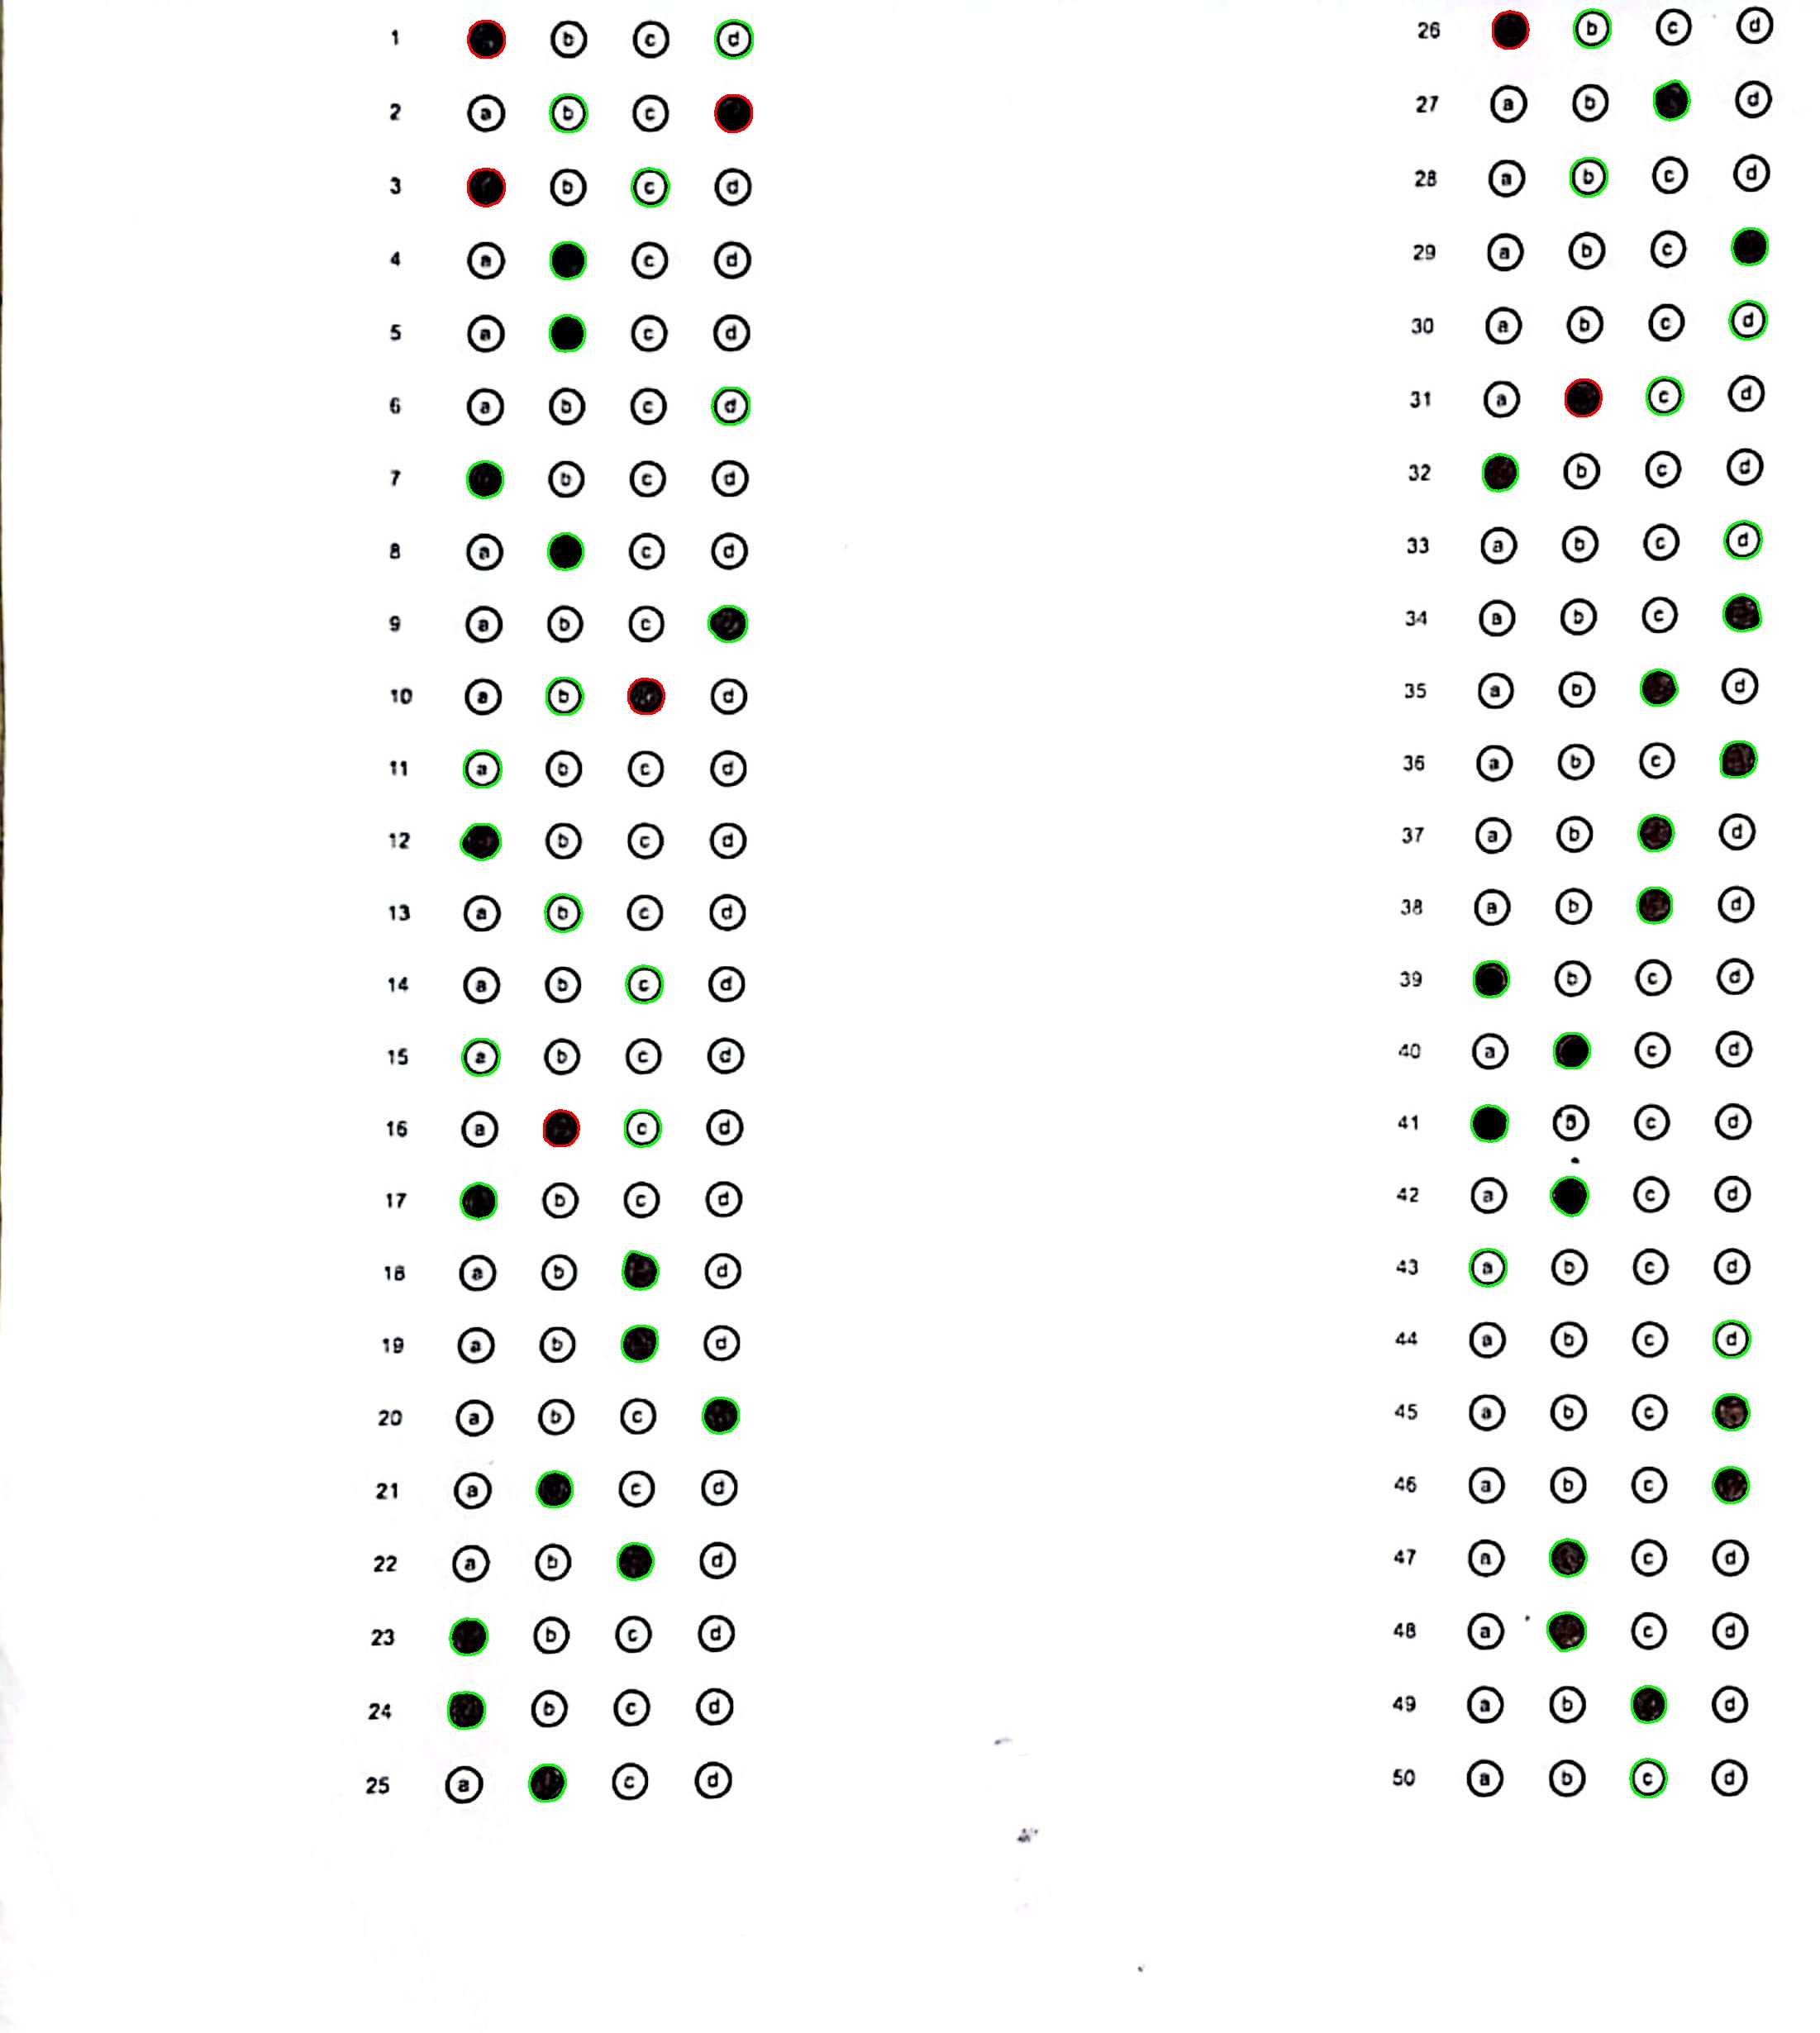 1 b c d
2 a b c
3 b c d
4 a c d
5 a c d
6 a b c d
7 b c d
8 a c d
9 a b c
10 a b d
11 a b c d
12 b c d
13 a b c d
14 a b c d
15 a b c d
16 a c d
17 b c d
18 a b d
19 a b d
20 a b c
21 a c d
22 a b d
23 b c d
24 b c d
25 a c d
26 b c d
27 a b d
28 a b c d
29 a b c
30 a b c d
31 a c d
32 b c d
33 a b c d
34 a b c
35 a b d
36 a b c
37 a b d
38 a b d
39 b c d
40 a c d
41 b c d
42 a c d
43 a b c d
44 a b c d
45 a b c
46 a b c
47 a c d
48 a c d
49 a b d
50 a b c d